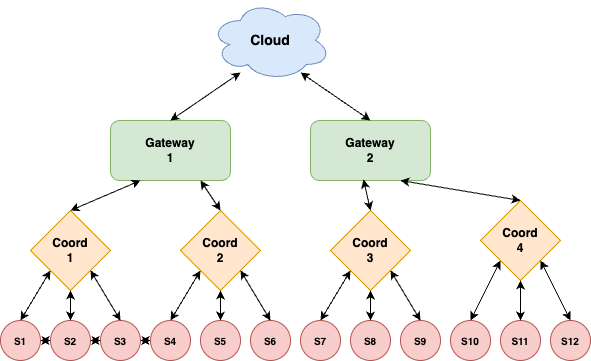 Cloud
Gateway
1
Gateway
2
Coord
1
Coord
2
Coord
3
Coord
4
S1
S2
S3
S4
S5
S6
S7
S8
S9
S10
S11
S12